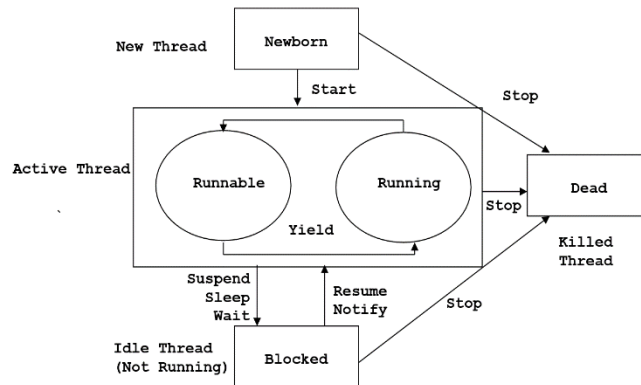 New Thread
Newborn
Start
Stop
Active Thread
Runnable
Running
Yield
Stop
Dead
Killed
Thread
Suspend
Sleep
Wait
Resume
Notify
Stop
Idle Thread
(Not Running)
Blocked